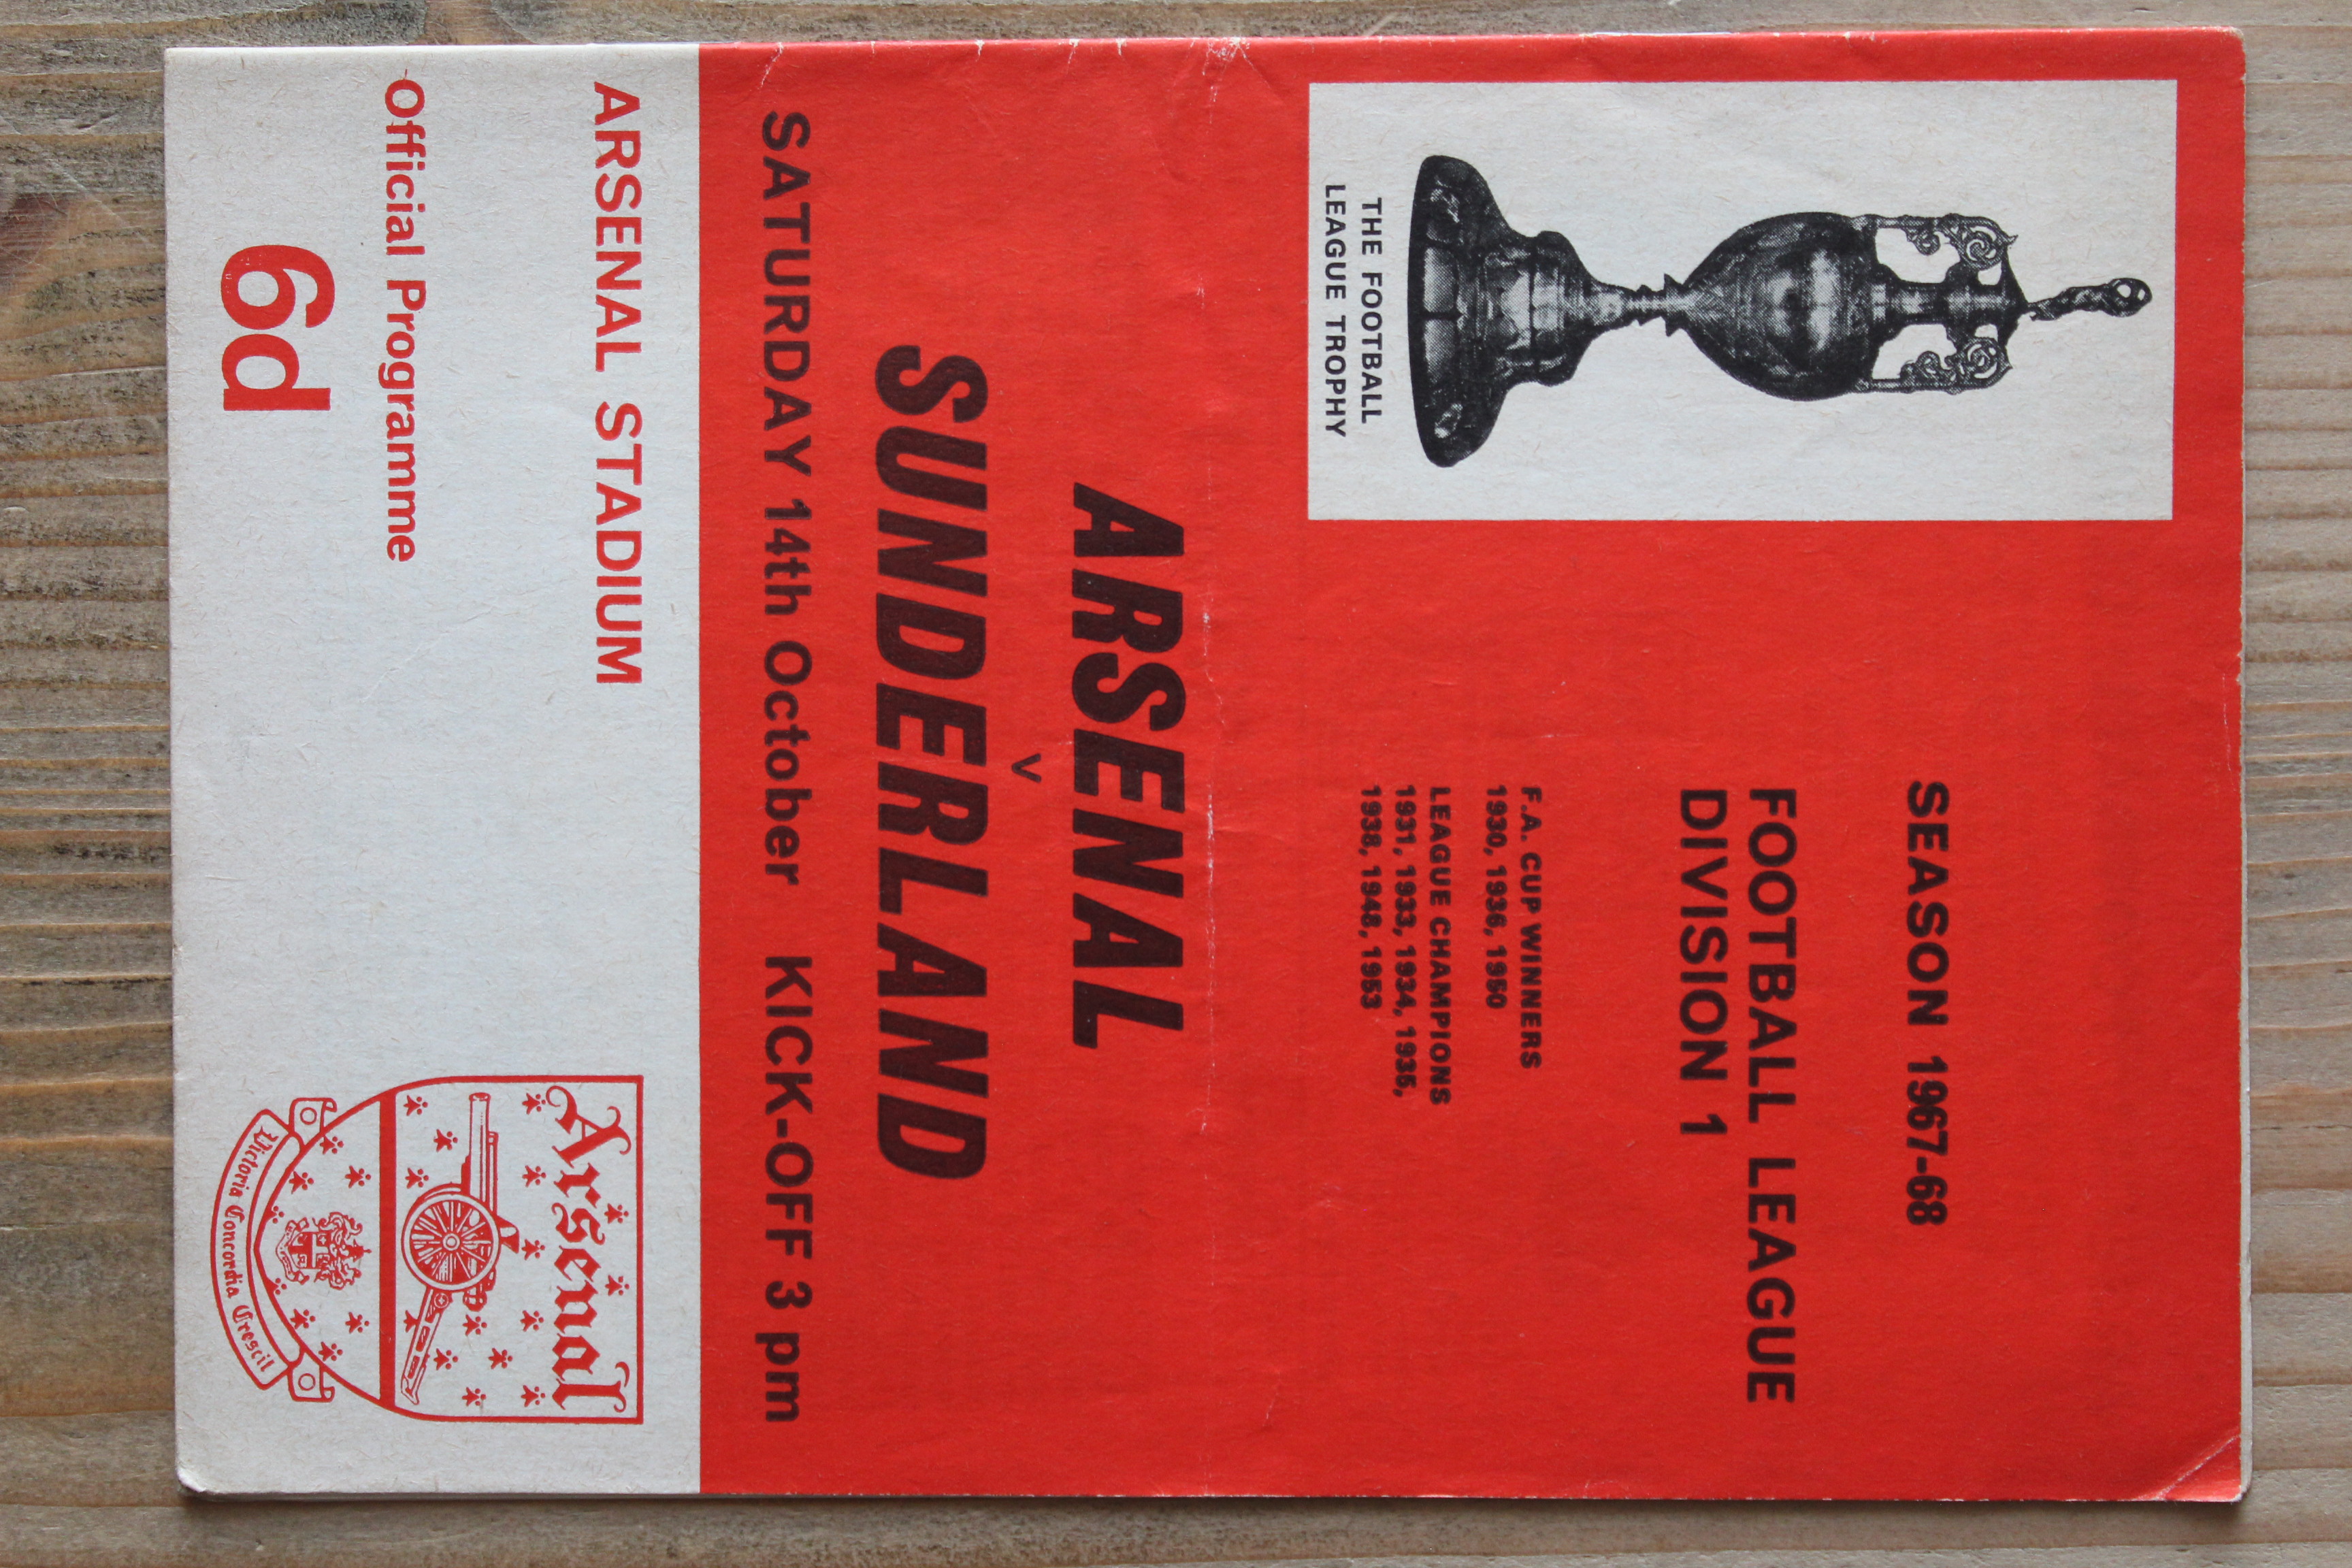 SEASON 1967-68
FOOTBALL LEAGUE
DIVISION 1
F.A. CUP WINNERS
1930, 1936, 1950
LEAGUE CHAMPIONS
1931, 1933, 1934, 1935,
1938, 1948, 1953
THE FOOTBALL
LEAGUE TROPHY
ARSENAL
v
SUNDERLAND
SATURDAY 14th October KICK-OFF 3 pm
ARSENAL STADIUM
Official Programme
6d
Arsenal
Victoria Concordia Crescit